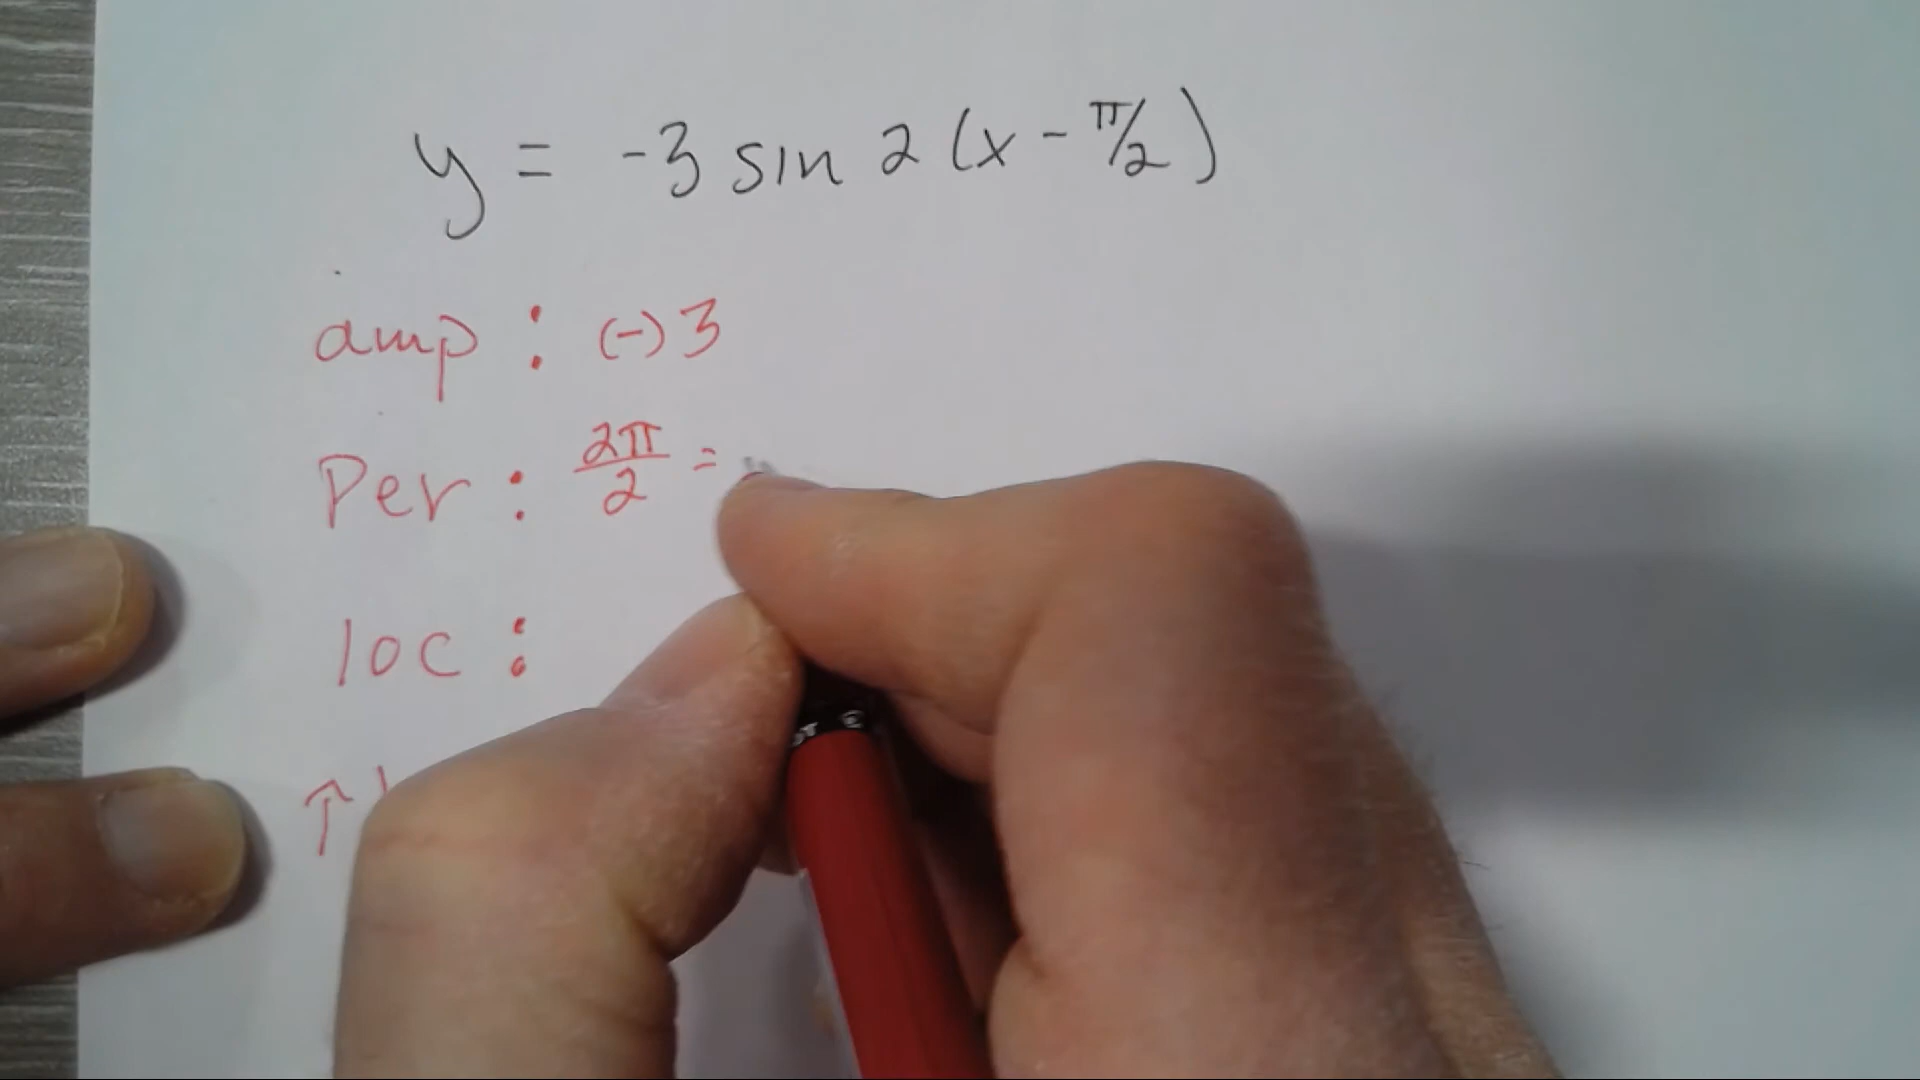 y = -3 sin 2 (x - π/2)
amp : (-) 3
Per : 2π/2 =
loc :
↑